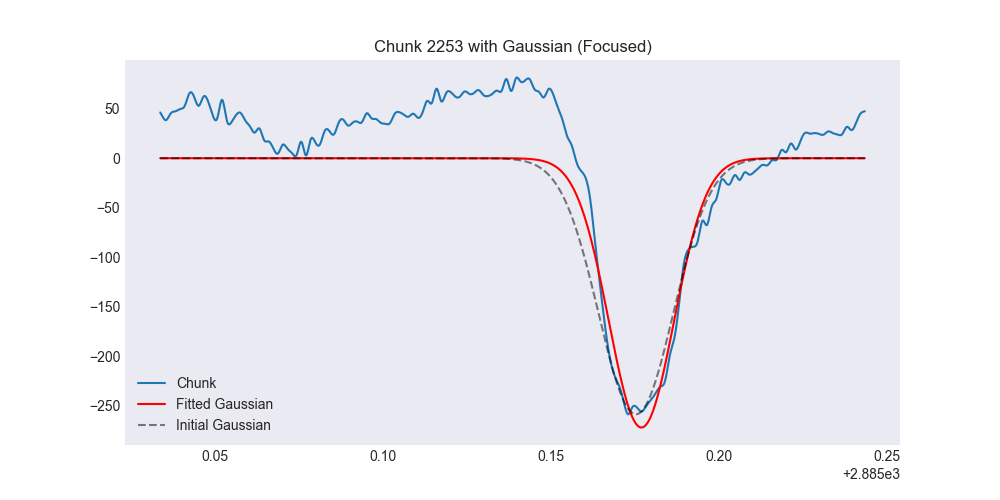 Chunk 2253 with Gaussian (Focused)
50
0
−50
−100
−150
−200
−250
Chunk
Fitted Gaussian
Initial Gaussian
0.05 0.10 0.15 0.20 0.25
+2.885e3